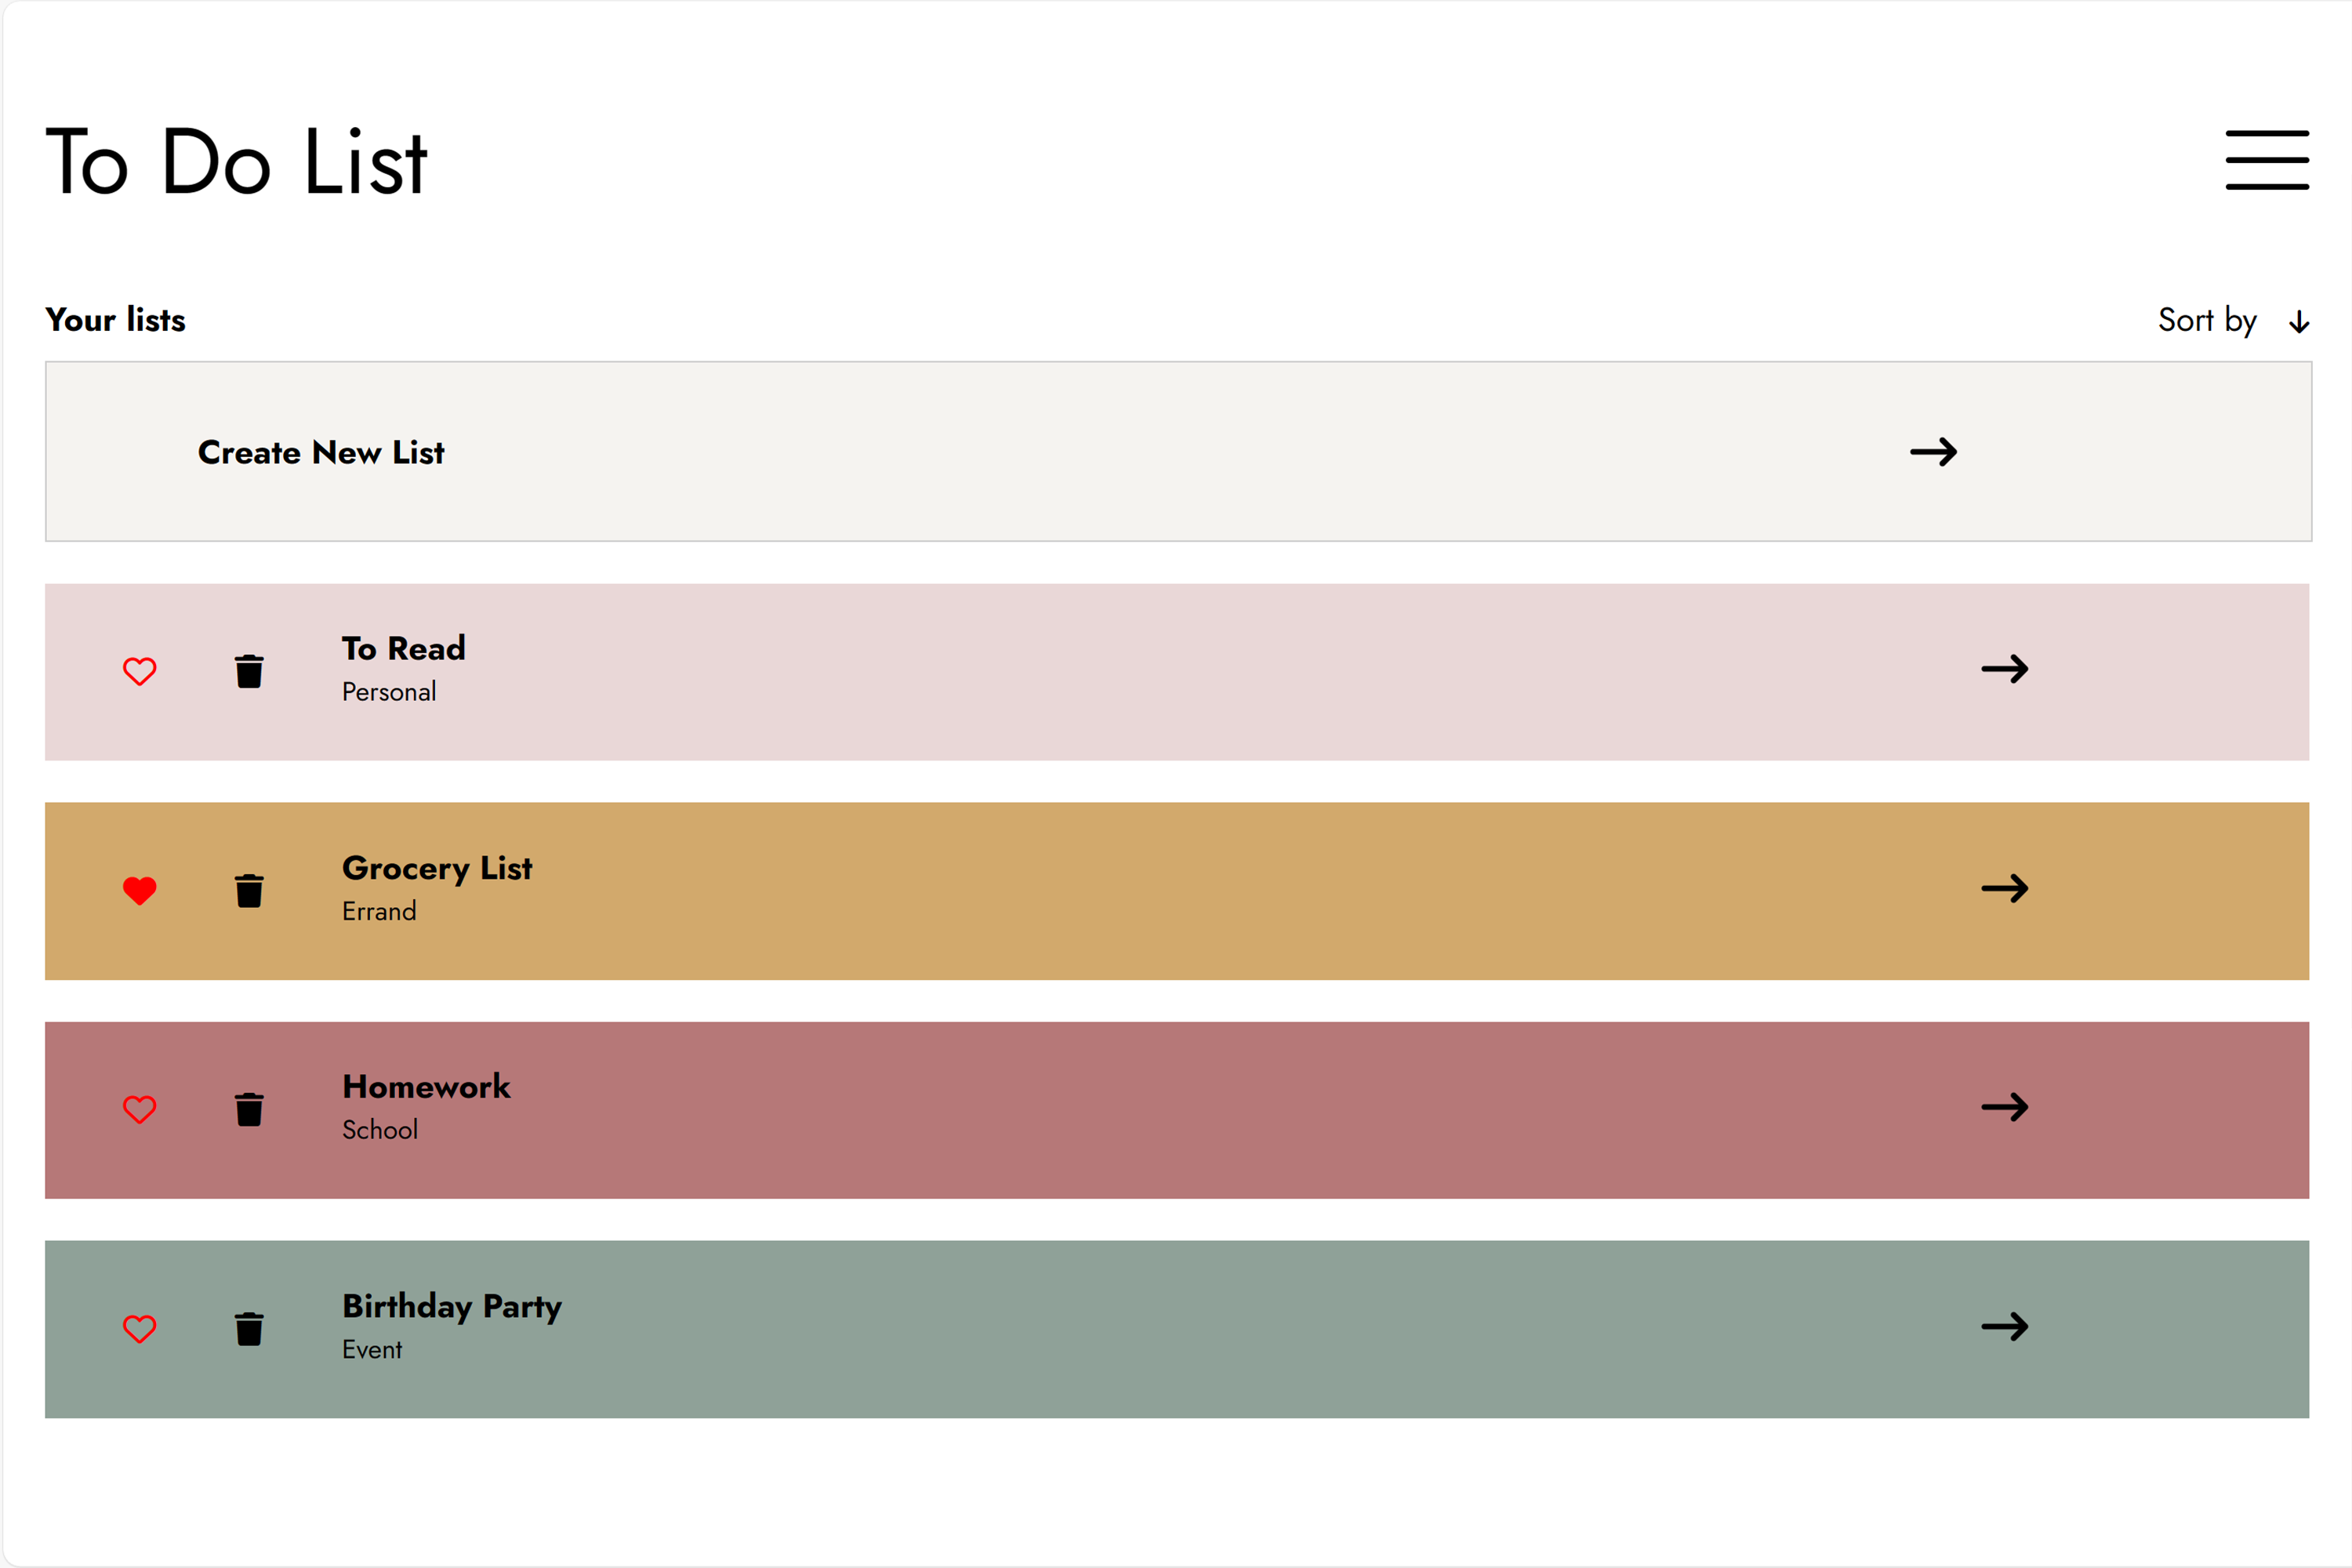 To Do List
Your lists
Sort by
Create New List
To Read
Personal
Grocery List
Errand
Homework
School
Birthday Party
Event